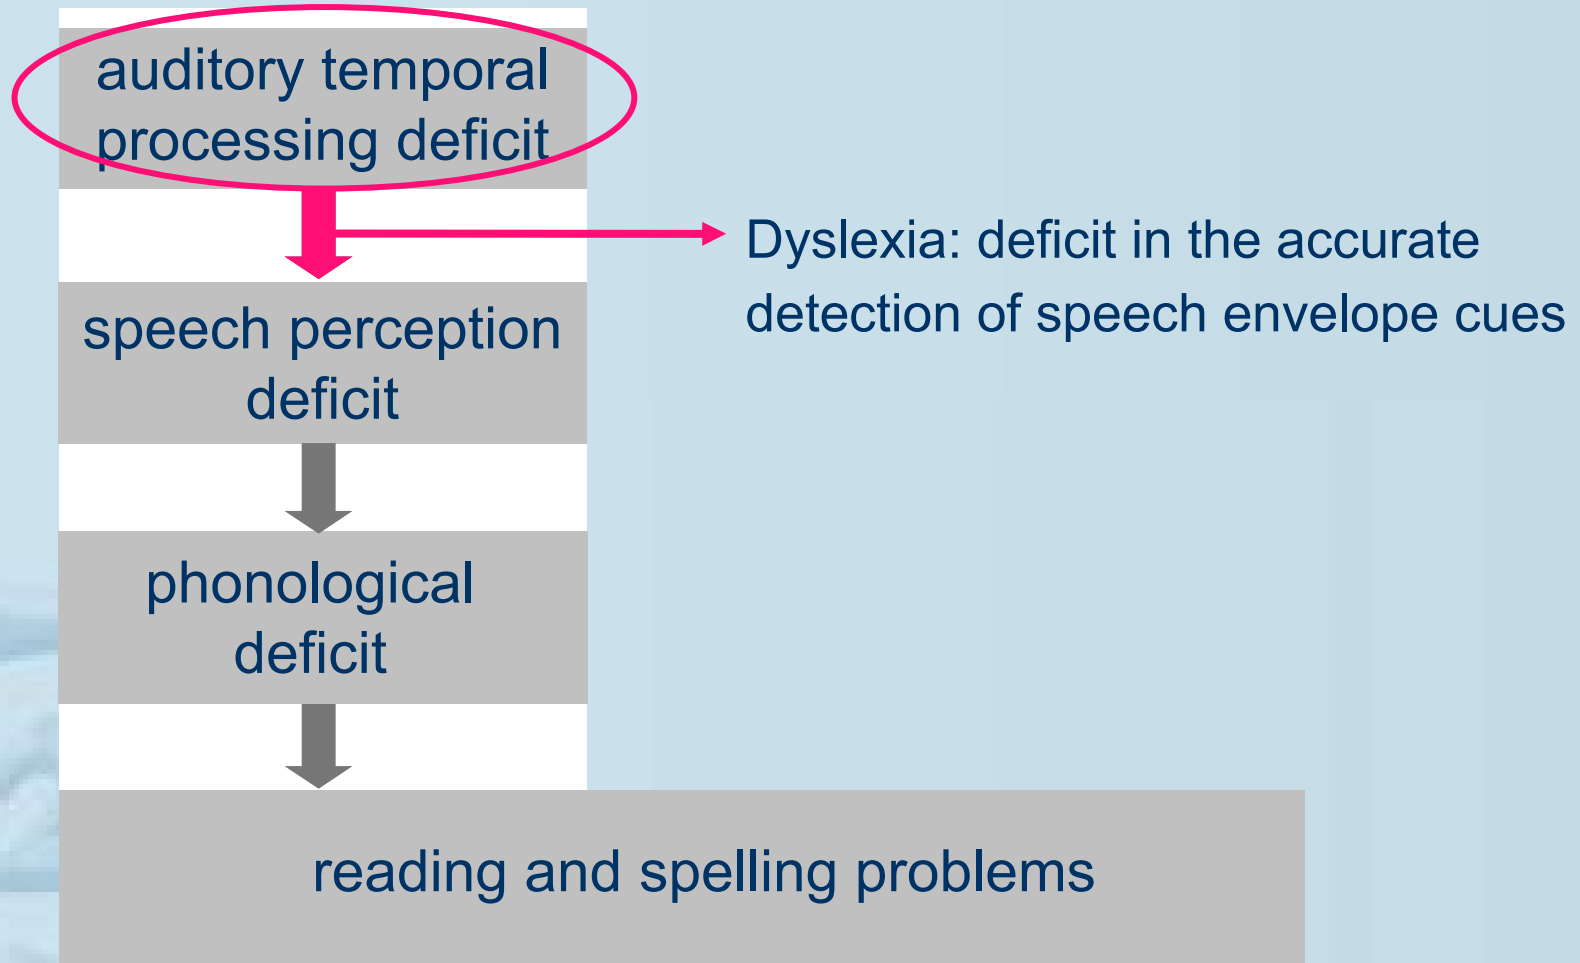 auditory temporal
processing deficit
Dyslexia: deficit in the accurate
detection of speech envelope cues
speech perception
deficit
phonological
deficit
reading and spelling problems